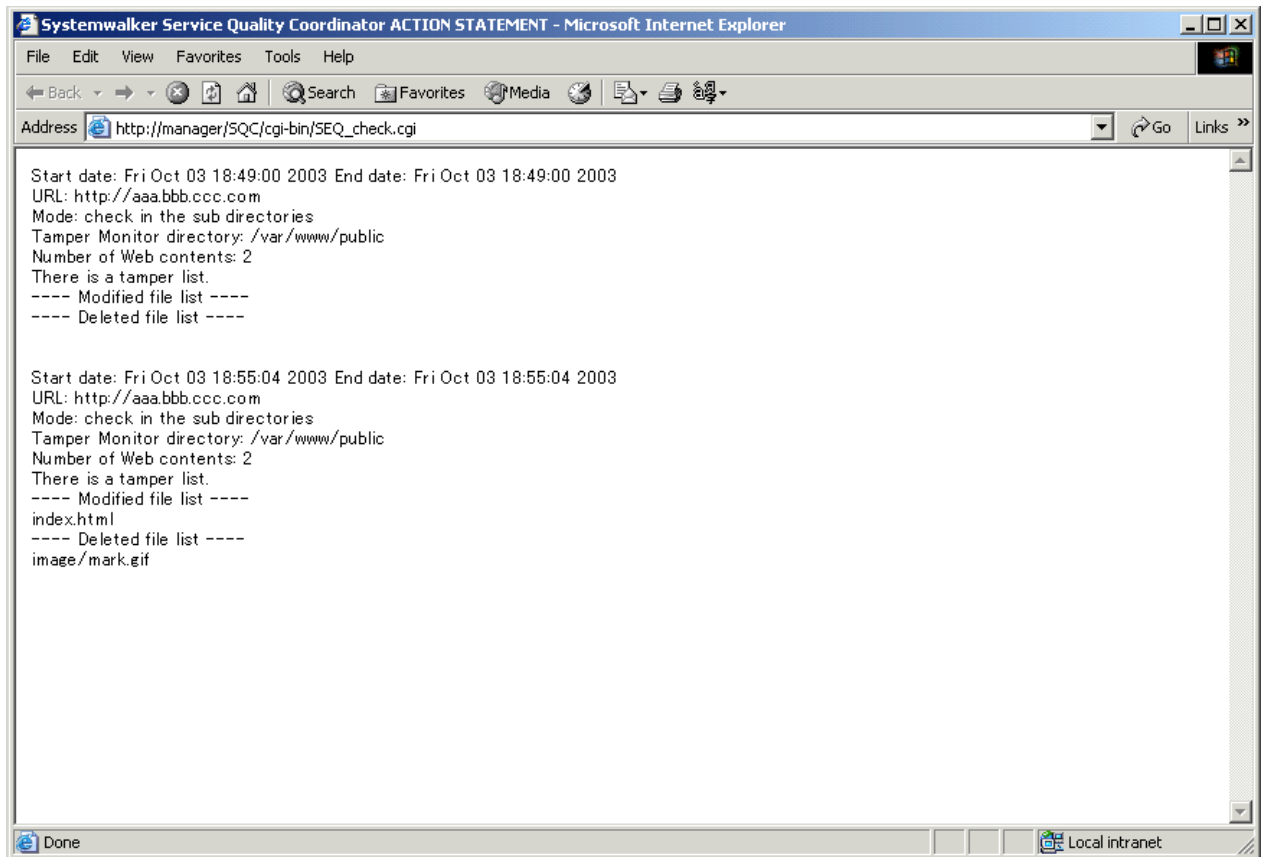 Systemwalker Service Quality Coordinator ACTION STATEMENT - Microsoft Internet Explorer
File Edit View Favorites Tools Help
Back Search Favorites Media
Address http://manager/SQC/cgi-bin/SEQ_check.cgi Go Links »
Start date: Fri Oct 03 18:49:00 2003 End date: Fri Oct 03 18:49:00 2003
URL: http://aaa.bbb.ccc.com
Mode: check in the sub directories
Tamper Monitor directory: /var/www/public
Number of Web contents: 2
There is a tamper list.
---- Modified file list ----
---- Deleted file list ----
Start date: Fri Oct 03 18:55:04 2003 End date: Fri Oct 03 18:55:04 2003
URL: http://aaa.bbb.ccc.com
Mode: check in the sub directories
Tamper Monitor directory: /var/www/public
Number of Web contents: 2
There is a tamper list.
---- Modified file list ----
index.html
---- Deleted file list ----
image/mark.gif
Done Local intranet